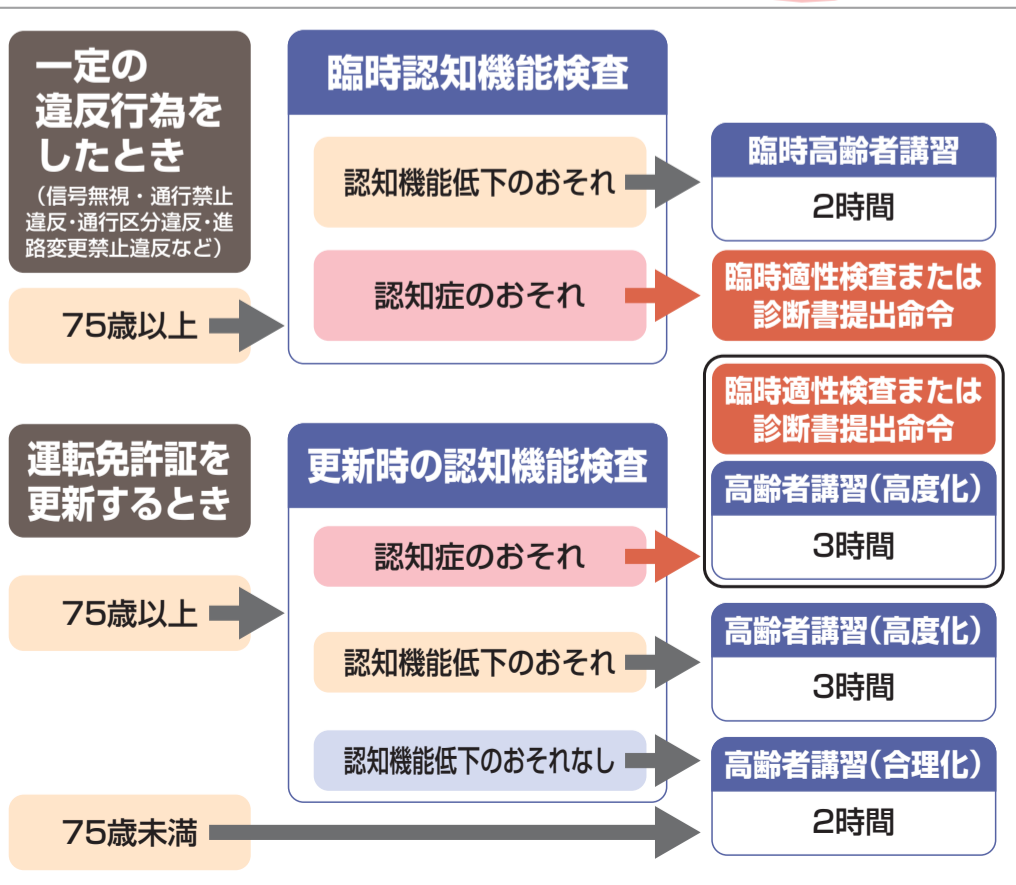 一定の
違反行為を
したとき
（信号無視・通行禁止
違反・通行区分違反・進
路変更禁止違反など）
75歳以上
臨時認知機能検査
認知機能低下のおそれ
認知症のおそれ
臨時高齢者講習
2時間
臨時適性検査または
診断書提出命令
運転免許証を
更新するとき
75歳以上
75歳未満
更新時の認知機能検査
認知症のおそれ
認知機能低下のおそれ
認知機能低下のおそれなし
臨時適性検査または
診断書提出命令
高齢者講習（高度化）
3時間
高齢者講習（高度化）
3時間
高齢者講習（合理化）
2時間